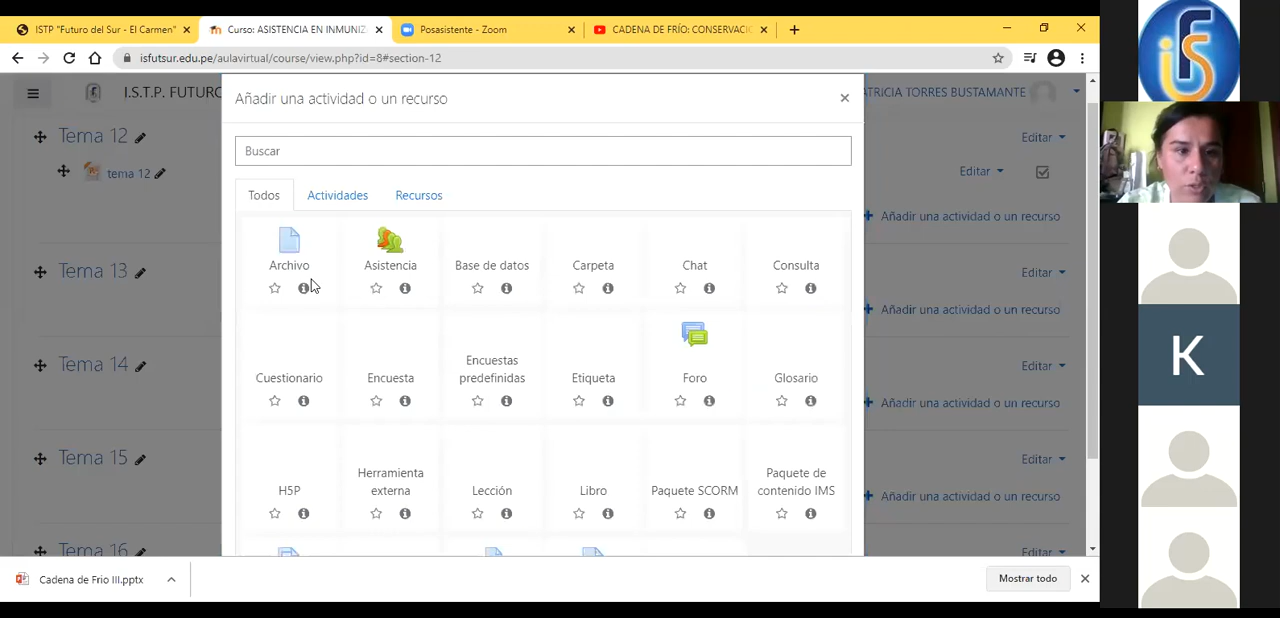 ISTP "Futuro del Sur - El Carmen"
Curso: ASISTENCIA EN INMUNIZ
Posasistente - Zoom
CADENA DE FRÍO: CONSERVACI
isfutsur.edu.pe/aulavirtual/course/view.php?id=8#section-12
I.S.T.P. FUTURO
ATRICIA TORRES BUSTAMANTE
Añadir una actividad o un recurso
Buscar
Todos Actividades Recursos
Tema 12
Editar
tema 12
Editar
Añadir una actividad o un recurso
Tema 13
Editar
Añadir una actividad o un recurso
Tema 14
Editar
Añadir una actividad o un recurso
Tema 15
Editar
Añadir una actividad o un recurso
Tema 16
Editar
Archivo
Asistencia
Base de datos
Carpeta
Chat
Consulta
Cuestionario
Encuesta
Encuestas
predefinidas
Etiqueta
Foro
Glosario
H5P
Herramienta
externa
Lección
Libro
Paquete SCORM
Paquete de
contenido IMS
Cadena de Frio III.pptx
Mostrar todo
ifs
K